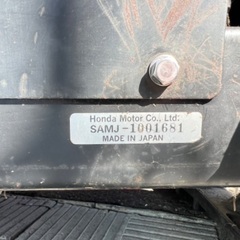 Honda Motor Co., Ltd.
SAMJ-1001681
MADE IN JAPAN